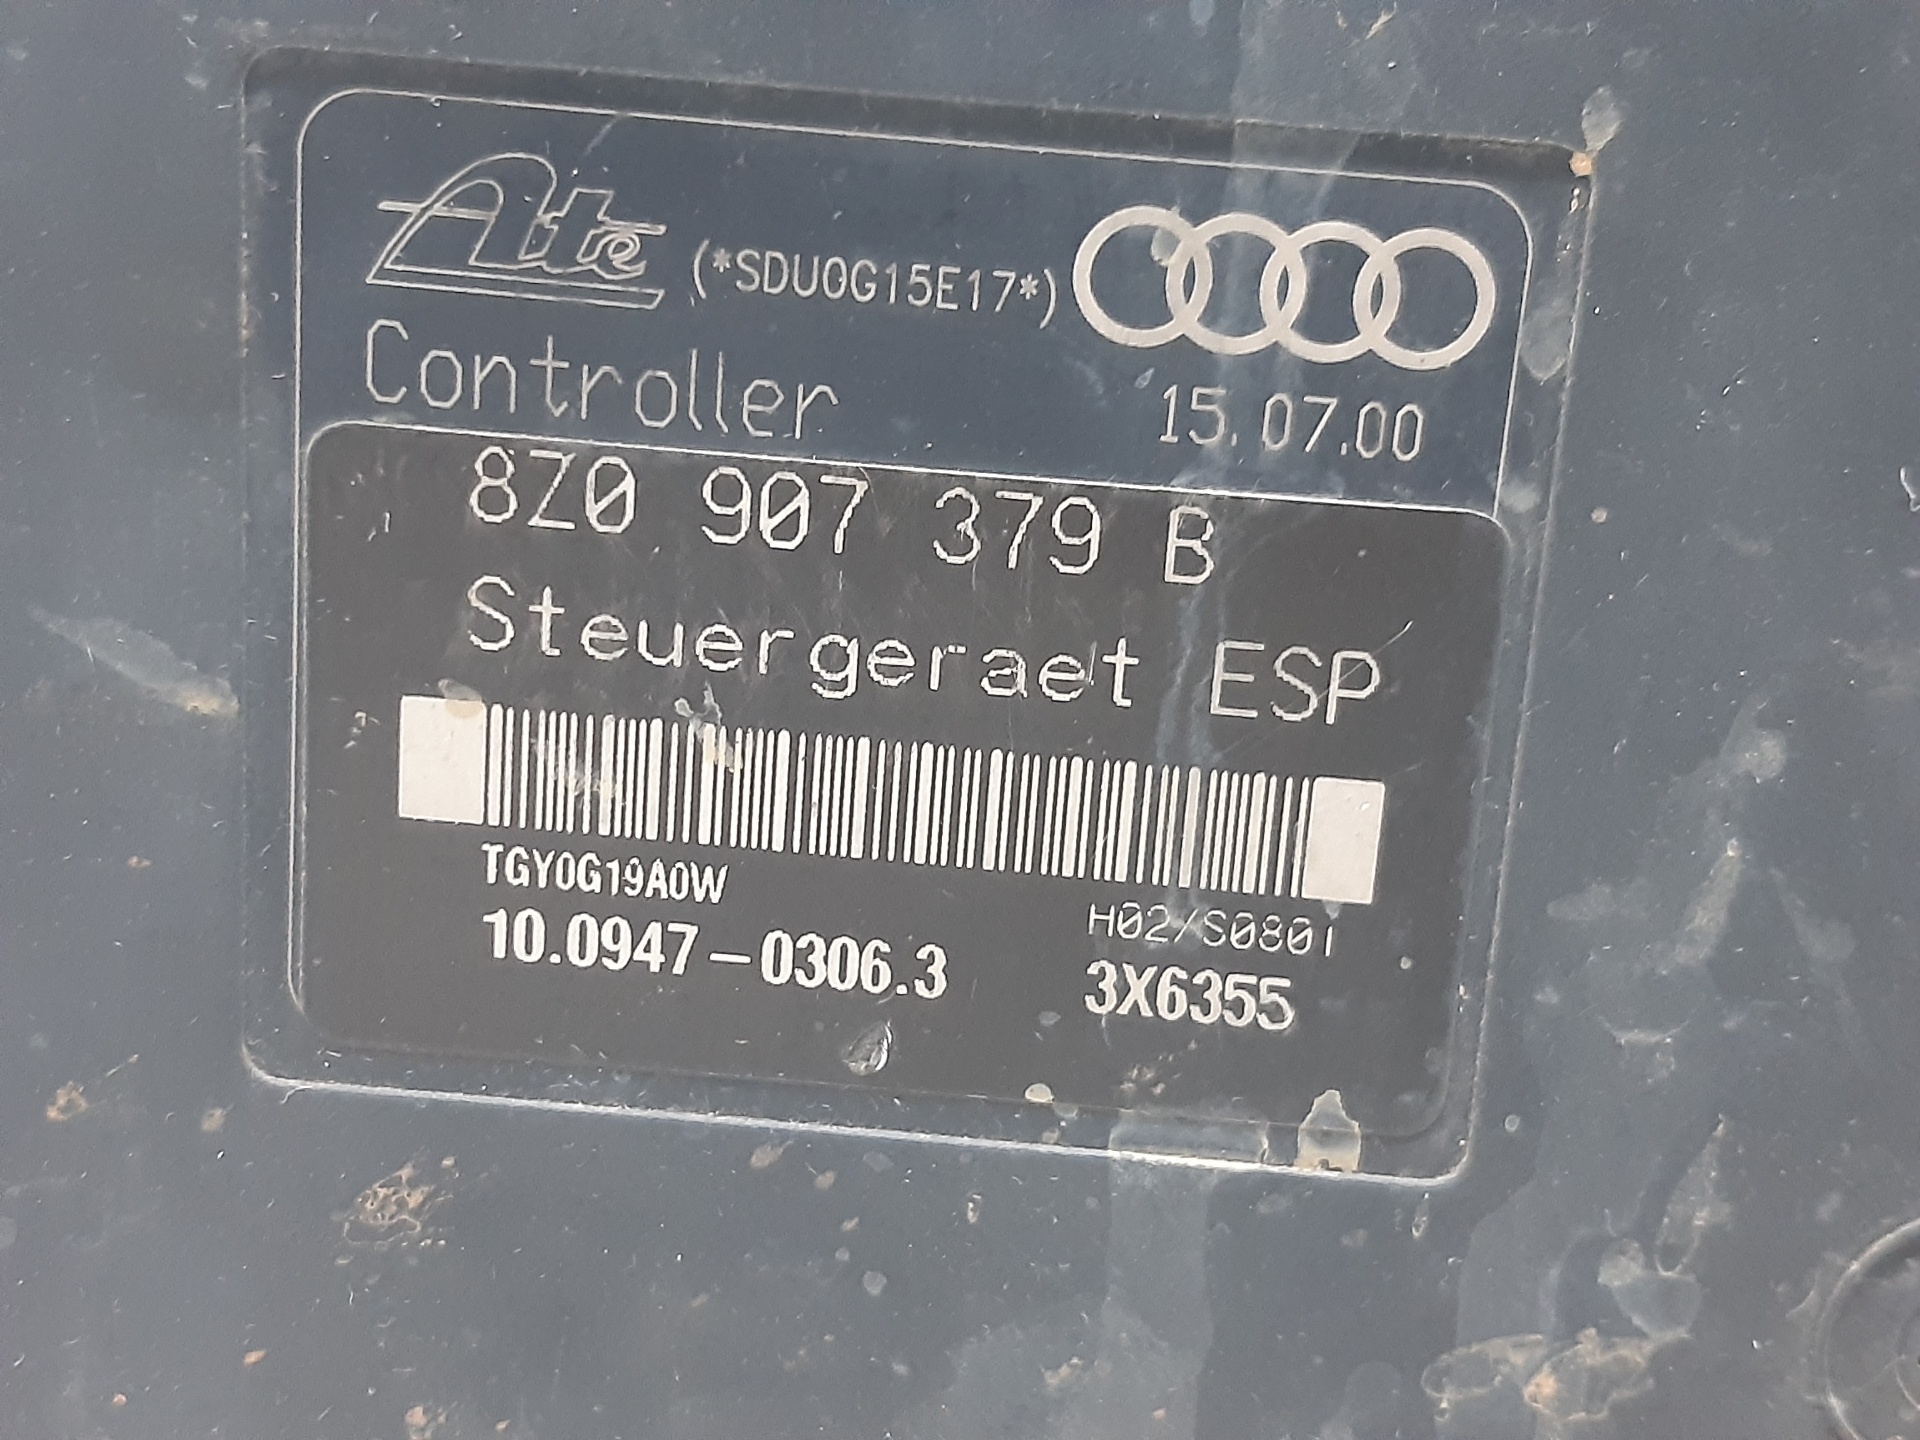 Ate (*SDU0G15E17*)
Controller 15.07.00
8Z0 907 379 B
Steuergeraet ESP
TGY0G19A0W
H02/S0801
10.0947-0306.3 3X6355